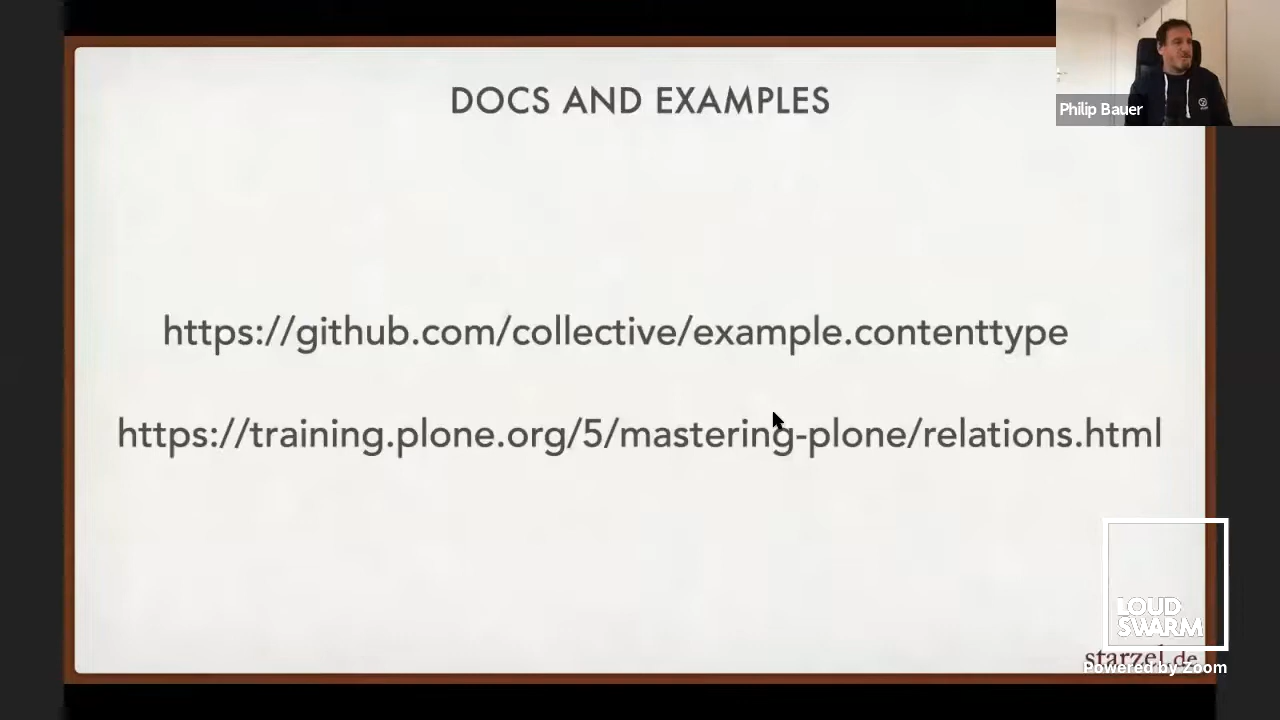 DOCS AND EXAMPLES
Philip Bauer
https://github.com/collective/example.contenttype
https://training.plone.org/5/mastering-plone/relations.html
LOUD
SWARM
starzel.de
Powered by Zoom